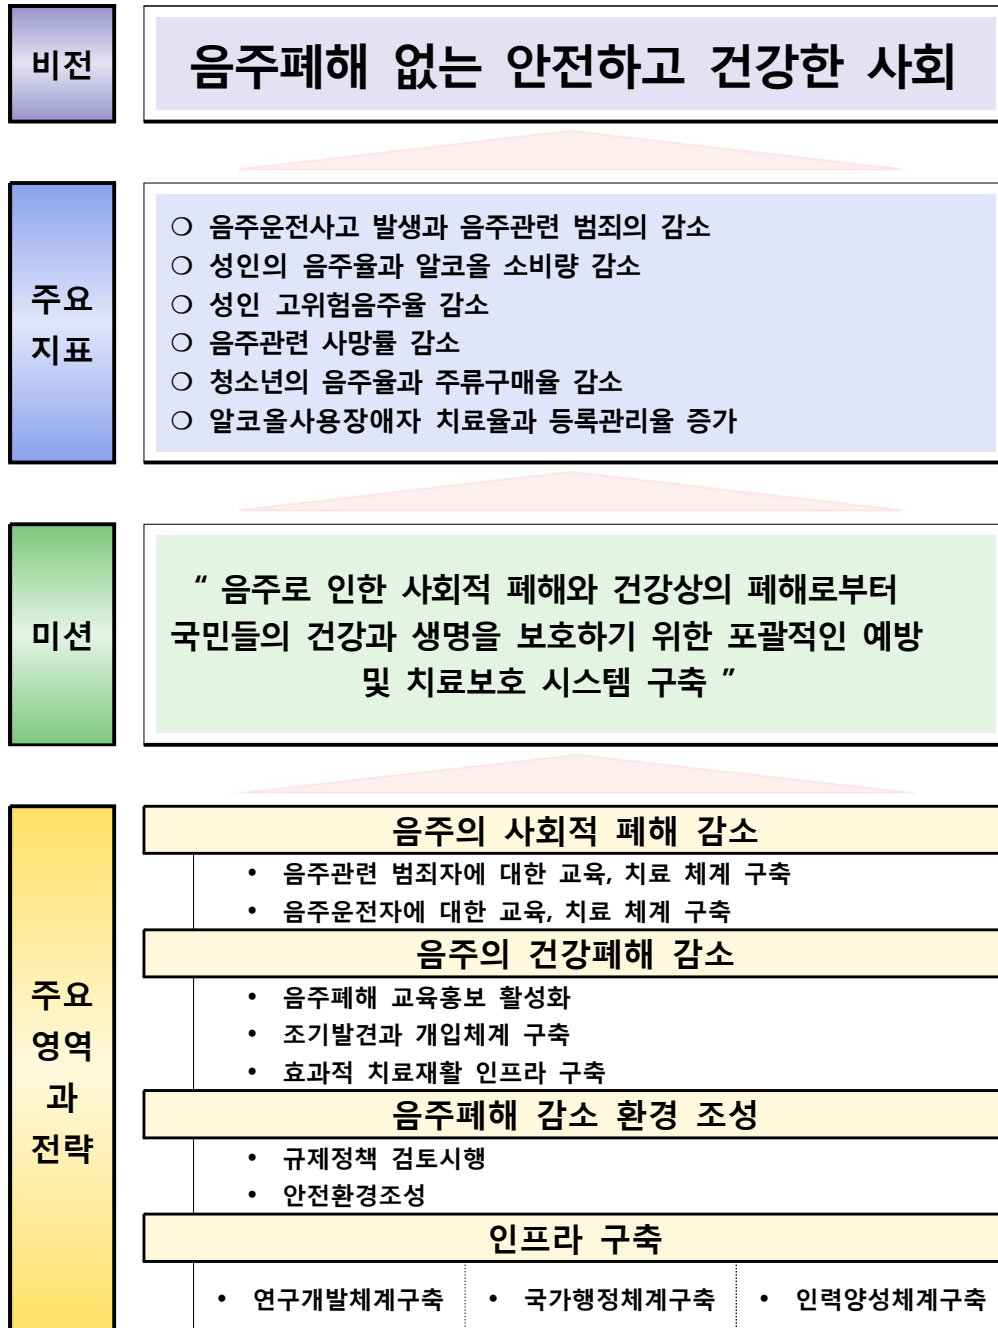 비전
음주폐해 없는 안전하고 건강한 사회
주요
지표
❍ 음주운전사고 발생과 음주관련 범죄의 감소
❍ 성인의 음주율과 알코올 소비량 감소
❍ 성인 고위험음주율 감소
❍ 음주관련 사망률 감소
❍ 청소년의 음주율과 주류구매율 감소
❍ 알코올사용장애자 치료율과 등록관리율 증가
미션
“ 음주로 인한 사회적 폐해와 건강상의 폐해로부터
국민들의 건강과 생명을 보호하기 위한 포괄적인 예방
및 치료보호 시스템 구축 ”
주요
영역
과
전략
음주의 사회적 폐해 감소
• 음주관련 범죄자에 대한 교육, 치료 체계 구축
• 음주운전자에 대한 교육, 치료 체계 구축
음주의 건강폐해 감소
• 음주폐해 교육홍보 활성화
• 조기발견과 개입체계 구축
• 효과적 치료재활 인프라 구축
음주폐해 감소 환경 조성
• 규제정책 검토시행
• 안전환경조성
인프라 구축
• 연구개발체계구축 • 국가행정체계구축 • 인력양성체계구축